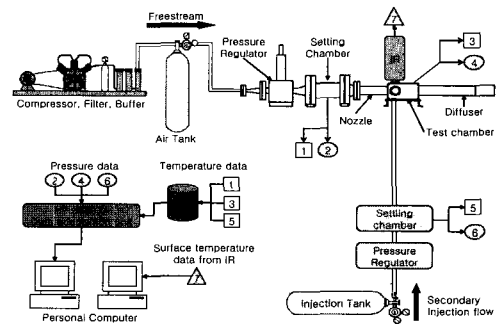 Freestream
7
IR
3
4
Pressure
Regulator
Setting
Chamber
Compressor, Filter, Buffer
Air Tank
Nozzle
Diffuser
Test chamber
1
2
Pressure data
2
4
6
Temperature data
1
3
5
Settling
chamber
5
6
Pressure
Regulator
Surface temperature
data from IR
7
Personal Computer
Injection Tank
Secondary
Injection flow